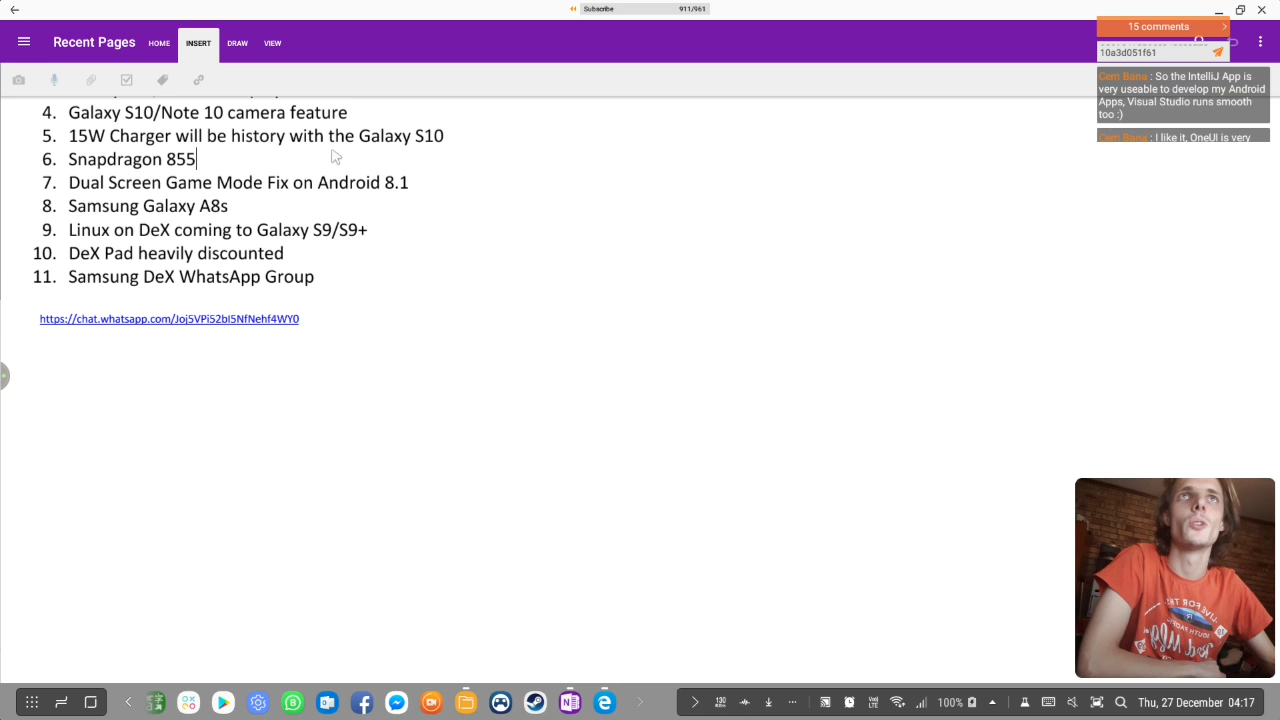 Subscribe 911/961
Recent Pages HOME INSERT DRAW VIEW
15 comments
10a3d051f61
Cem Bana : So the IntelliJ App is
very useable to develop my Android
Apps, Visual Studio runs smooth
too :)
Cem Bana : I like it, OneUI is very
4. Galaxy S10/Note 10 camera feature
5. 15W Charger will be history with the Galaxy S10
6. Snapdragon 855
7. Dual Screen Game Mode Fix on Android 8.1
8. Samsung Galaxy A8s
9. Linux on DeX coming to Galaxy S9/S9+
10. DeX Pad heavily discounted
11. Samsung DeX WhatsApp Group
https://chat.whatsapp.com/Joj5VPi52bI5NfNehf4WY0
LIVE FOR THE
SOUTH PACIFIC
100% Thu, 27 December 04:17